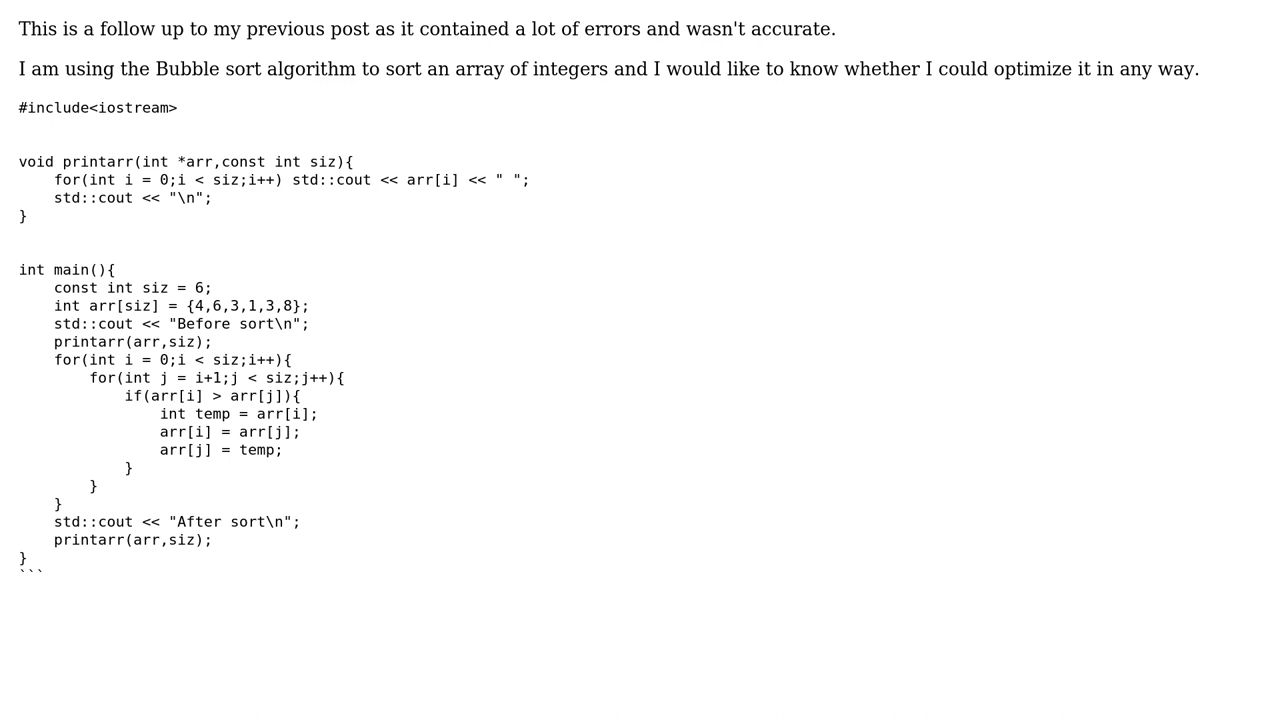 This is a follow up to my previous post as it contained a lot of errors and wasn't accurate.
I am using the Bubble sort algorithm to sort an array of integers and I would like to know whether I could optimize it in any way.
#include<iostream>
void printarr(int *arr,const int siz){
    for(int i = 0;i < siz;i++) std::cout << arr[i] << " ";
    std::cout << "\n";
}
int main(){
    const int siz = 6;
    int arr[siz] = {4,6,3,1,3,8};
    std::cout << "Before sort\n";
    printarr(arr,siz);
    for(int i = 0;i < siz;i++){
        for(int j = i+1;j < siz;j++){
            if(arr[i] > arr[j]){
                int temp = arr[i];
                arr[i] = arr[j];
                arr[j] = temp;
            }
        }
    }
    std::cout << "After sort\n";
    printarr(arr,siz);
}
```